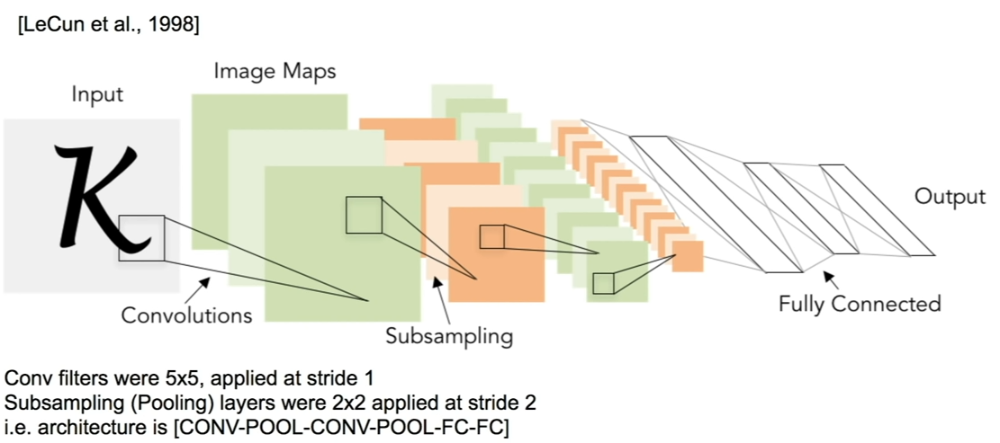 [LeCun et al., 1998]
Image Maps
Input
K
Output
Fully Connected
Convolutions
Subsampling
Conv filters were 5x5, applied at stride 1
Subsampling (Pooling) layers were 2x2 applied at stride 2
i.e. architecture is [CONV-POOL-CONV-POOL-FC-FC]